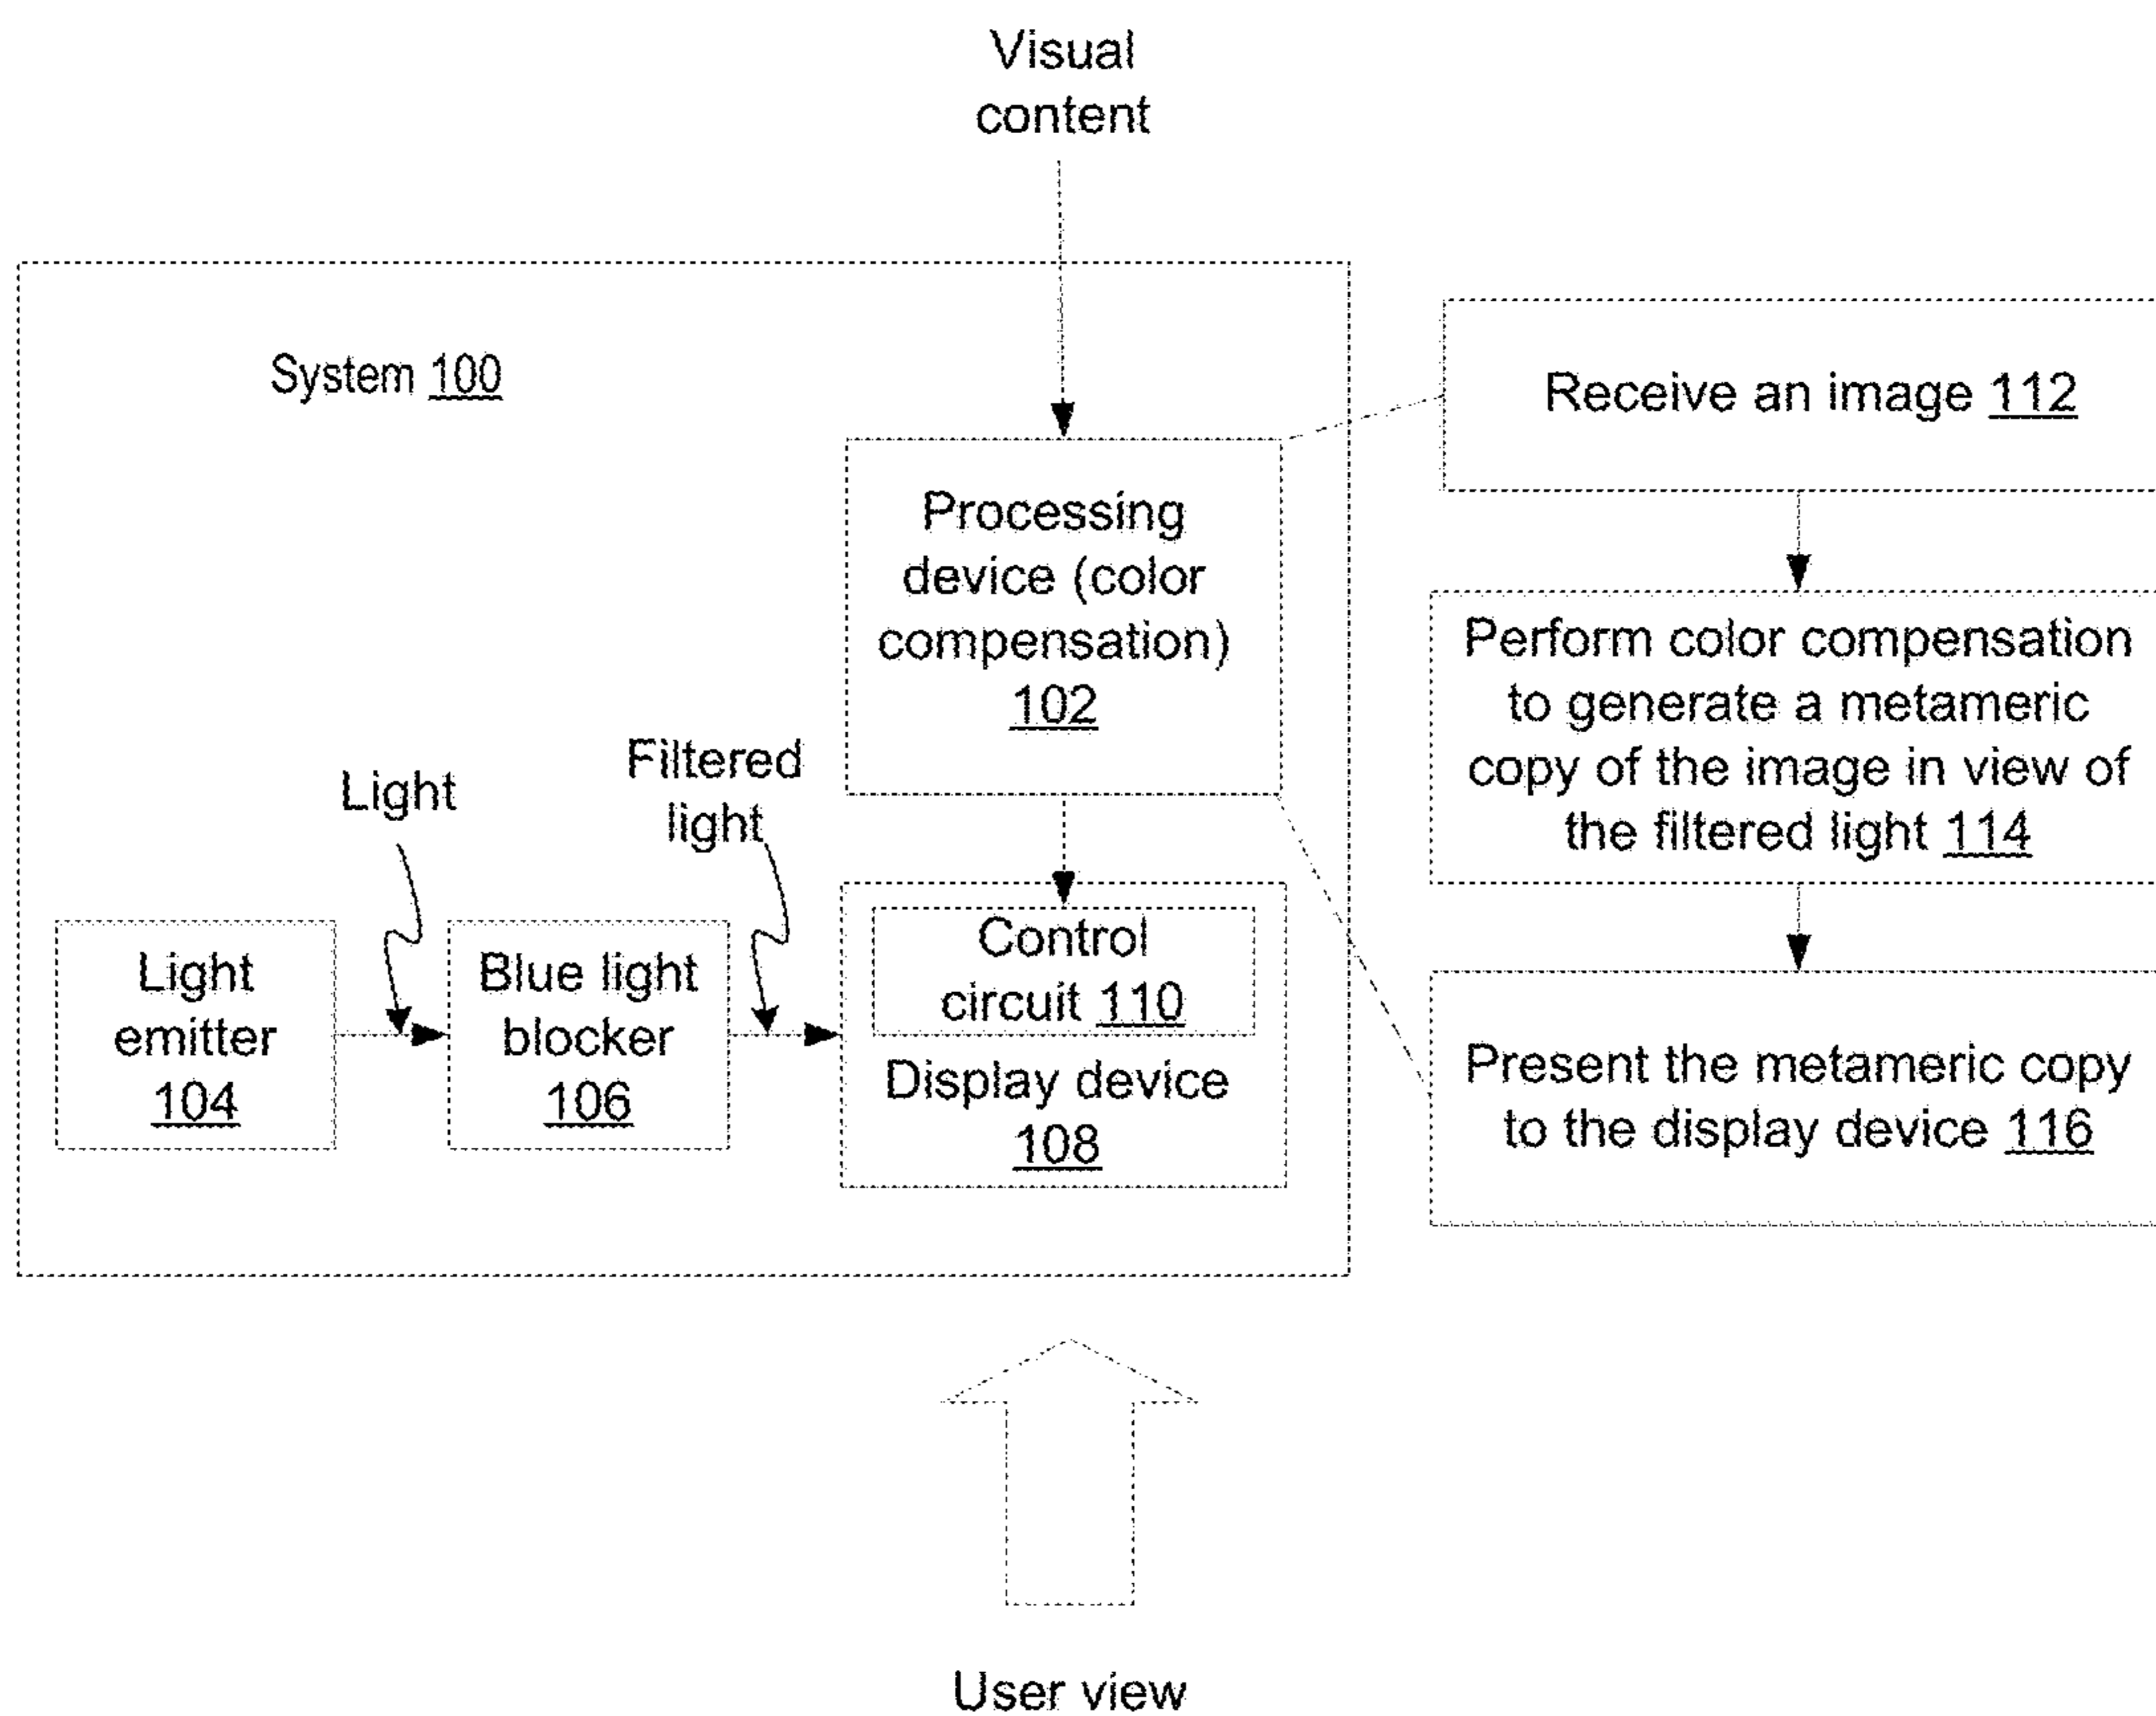 Visual
content
System 100
Receive an image 112
Processing
device (color
compensation)
102
Perform color compensation
to generate a metameric
copy of the image in view of
the filtered light 114
Light
Filtered
light
Light
emitter
104
Blue light
blocker
106
Control
circuit 110
Display device
108
Present the metameric copy
to the display device 116
User view